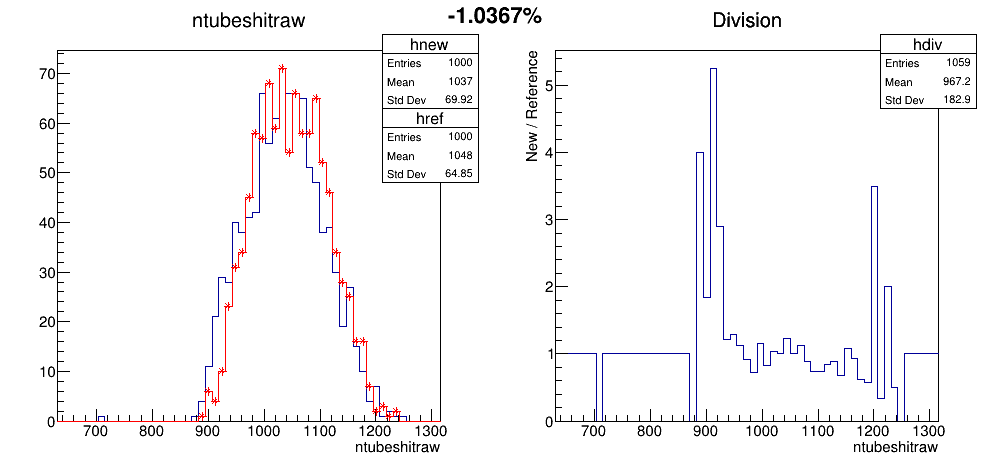 -1.0367%
ntubeshitraw
hnew
Entries 1000
Mean 1037
Std Dev 69.92
href
Entries 1000
Mean 1048
Std Dev 64.85
70
60
50
40
30
20
10
0
700 800 900 1000 1100 1200 1300
ntubeshitraw
Division
hdiv
Entries 1059
Mean 967.2
Std Dev 182.9
New / Reference
5
4
3
2
1
0
700 800 900 1000 1100 1200 1300
ntubeshitraw